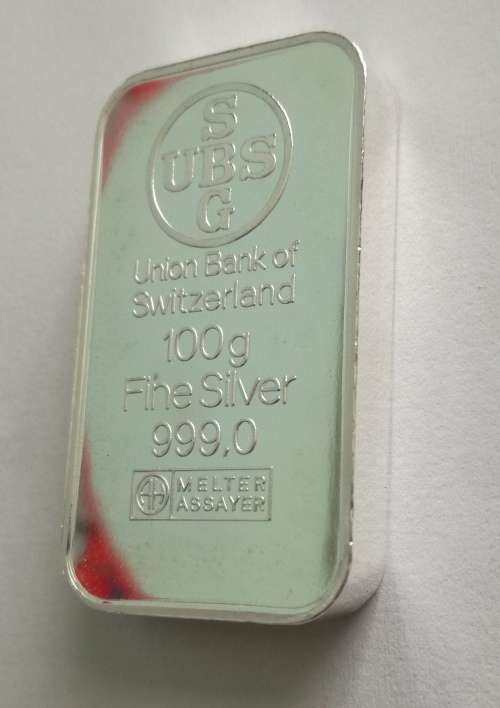 S
UBS
G
Union Bank of
Switzerland
100g
Fine Silver
999,0
MELTER
ASSAYER